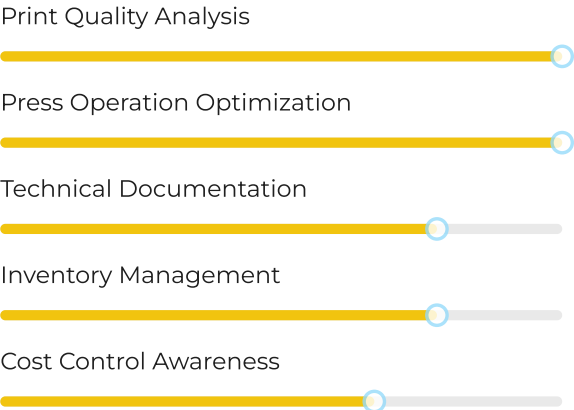 Print Quality Analysis
Press Operation Optimization
Technical Documentation
Inventory Management
Cost Control Awareness